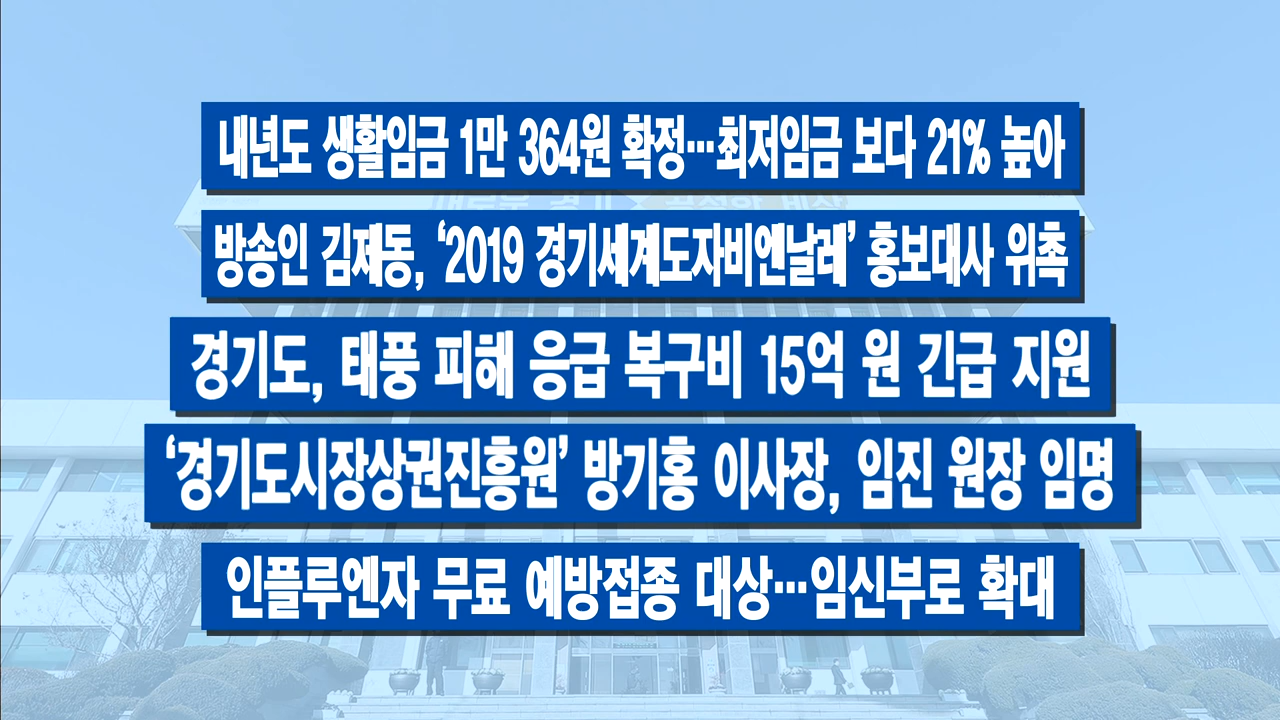 내년도 생활임금 1만 364원 확정…최저임금 보다 21% 높아
방송인 김제동, ‘2019 경기세계도자비엔날레’ 홍보대사 위촉
경기도, 태풍 피해 응급 복구비 15억 원 긴급 지원
‘경기도시장상권진흥원’ 방기홍 이사장, 임진 원장 임명
인플루엔자 무료 예방접종 대상…임신부로 확대